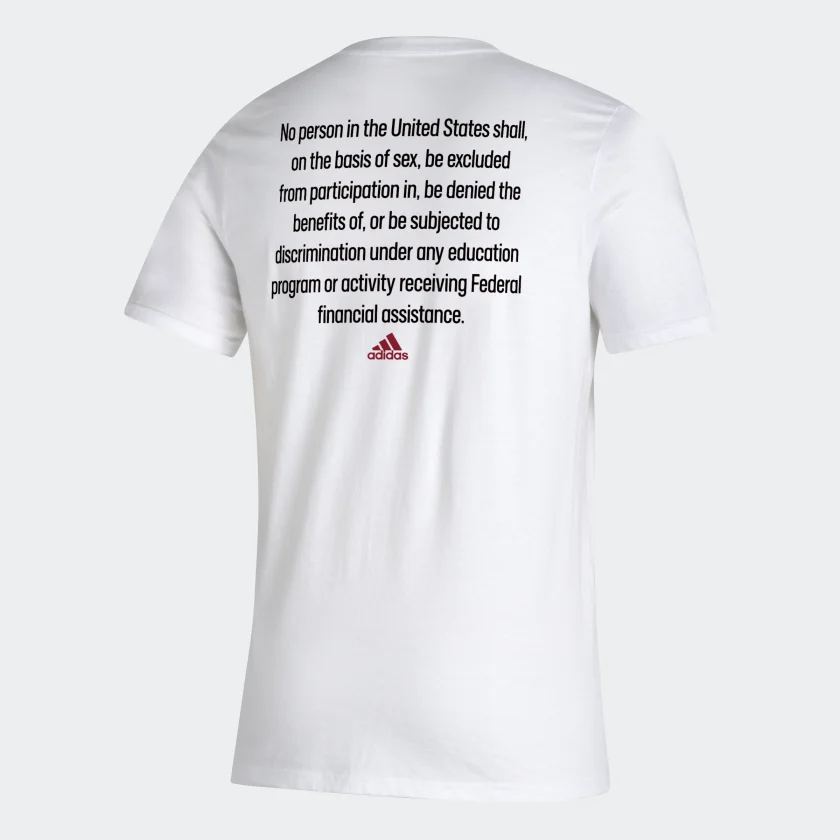 No person in the United States shall,
on the basis of sex, be excluded
from participation in, be denied the
benefits of, or be subjected to
discrimination under any education
program or activity receiving Federal
financial assistance.
adidas